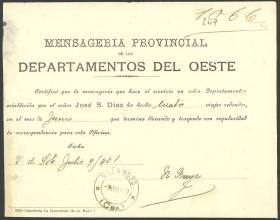 1066
249
MENSAGERIA PROVINCIAL
DE LOS
DEPARTAMENTOS DEL OESTE
Certifico que la mensageria que hace el servicio en estos Departamentos
establecida por el señor JOSÉ S. DIAZ ha hecho cuatro viajes redondos,
en el mes de Junio que termina llevando y trayendo con regularidad
la correspondencia para esta Oficina.
Fecha
V. de Julio 9/901